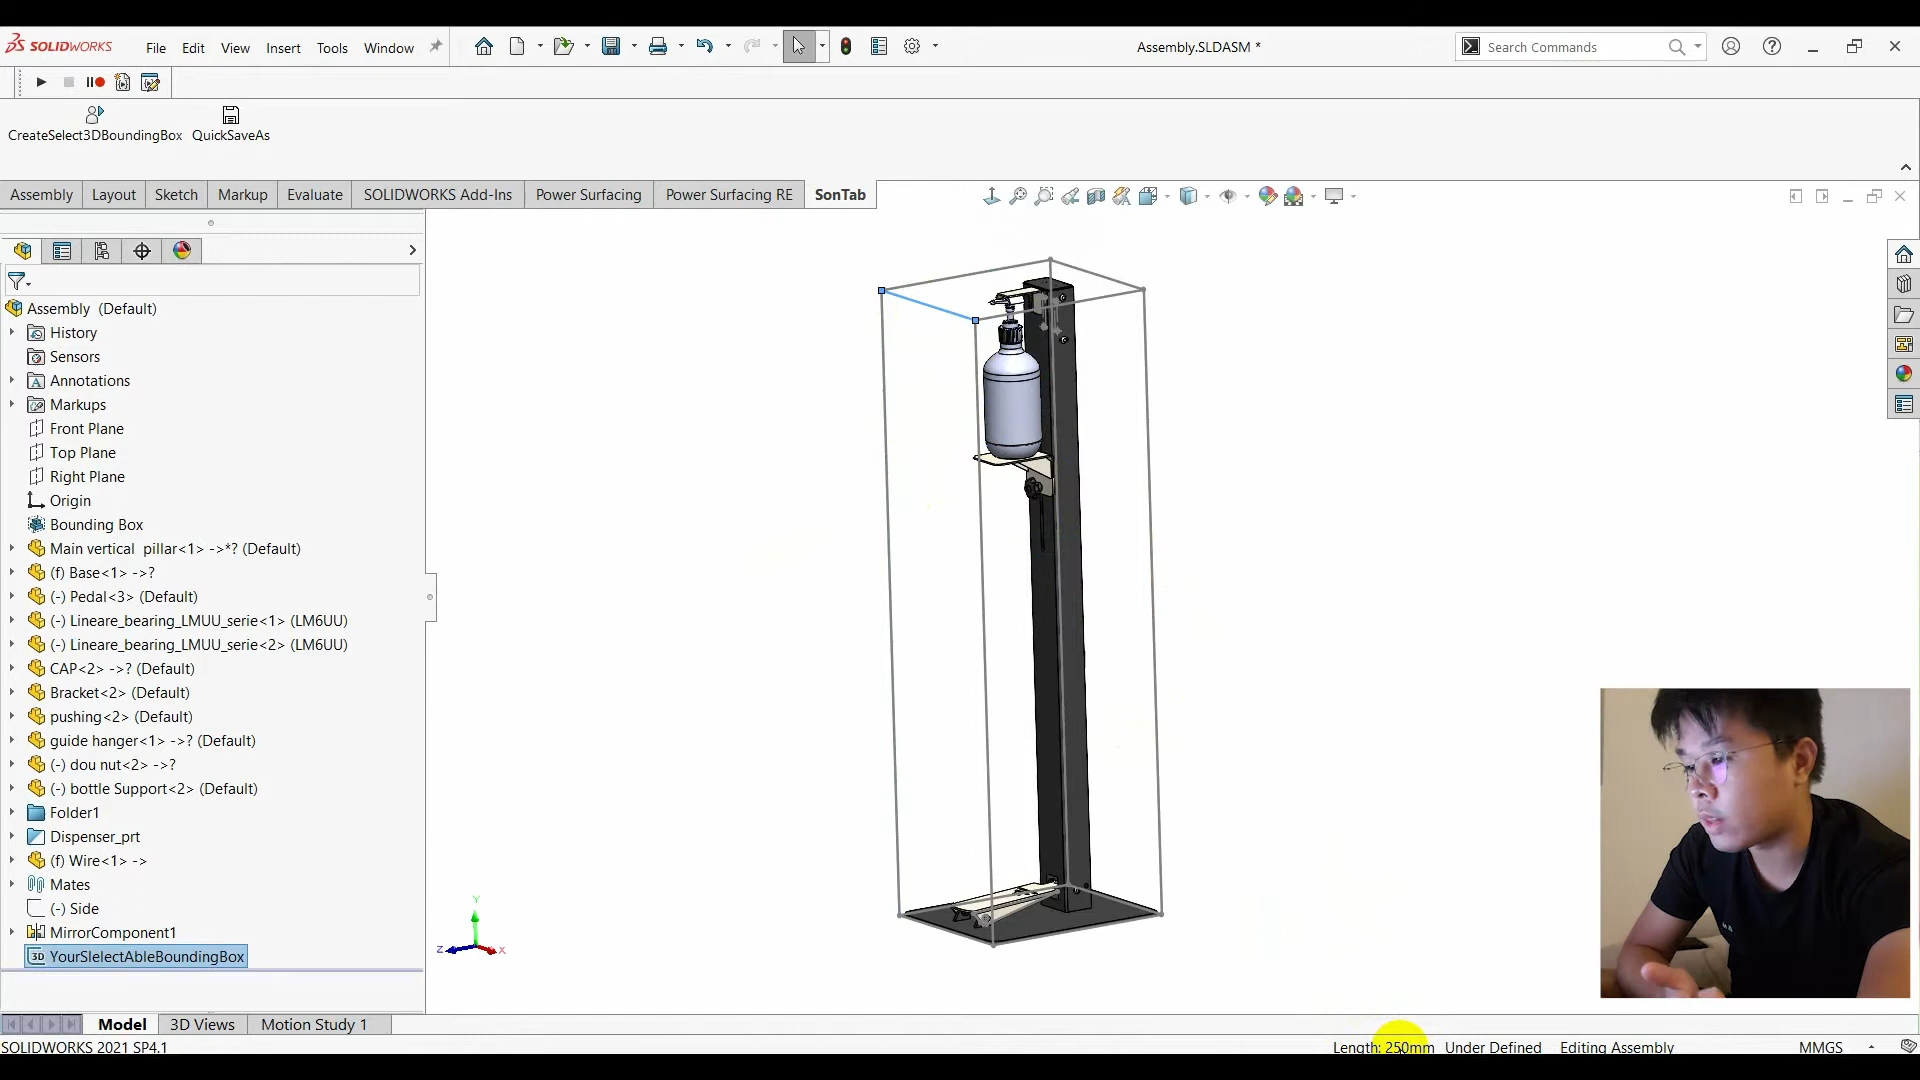 SOLIDWORKS File Edit View Insert Tools Window Assembly.SLDASM * Search Commands
CreateSelect3DBoundingBox QuickSaveAs
Assembly Layout Sketch Markup Evaluate SOLIDWORKS Add-Ins Power Surfacing Power Surfacing RE SonTab
Assembly (Default)
History
Sensors
Annotations
Markups
Front Plane
Top Plane
Right Plane
Origin
Bounding Box
Main vertical pillar<1> ->*? (Default)
(f) Base<1> ->?
(-) Pedal<3> (Default)
(-) Lineare_bearing_LMUU_serie<1> (LM6UU)
(-) Lineare_bearing_LMUU_serie<2> (LM6UU)
CAP<2> ->? (Default)
Bracket<2> (Default)
pushing<2> (Default)
guide hanger<1> ->? (Default)
(-) dou nut<2> ->?
(-) bottle Support<2> (Default)
Folder1
Dispenser_prt
(f) Wire<1> ->
Mates
(-) Side
MirrorComponent1
3D YourSlelectAbleBoundingBox
Y
Z X
Model 3D Views Motion Study 1
SOLIDWORKS 2021 SP4.1 Length: 250mm Under Defined Editing Assembly MMGS